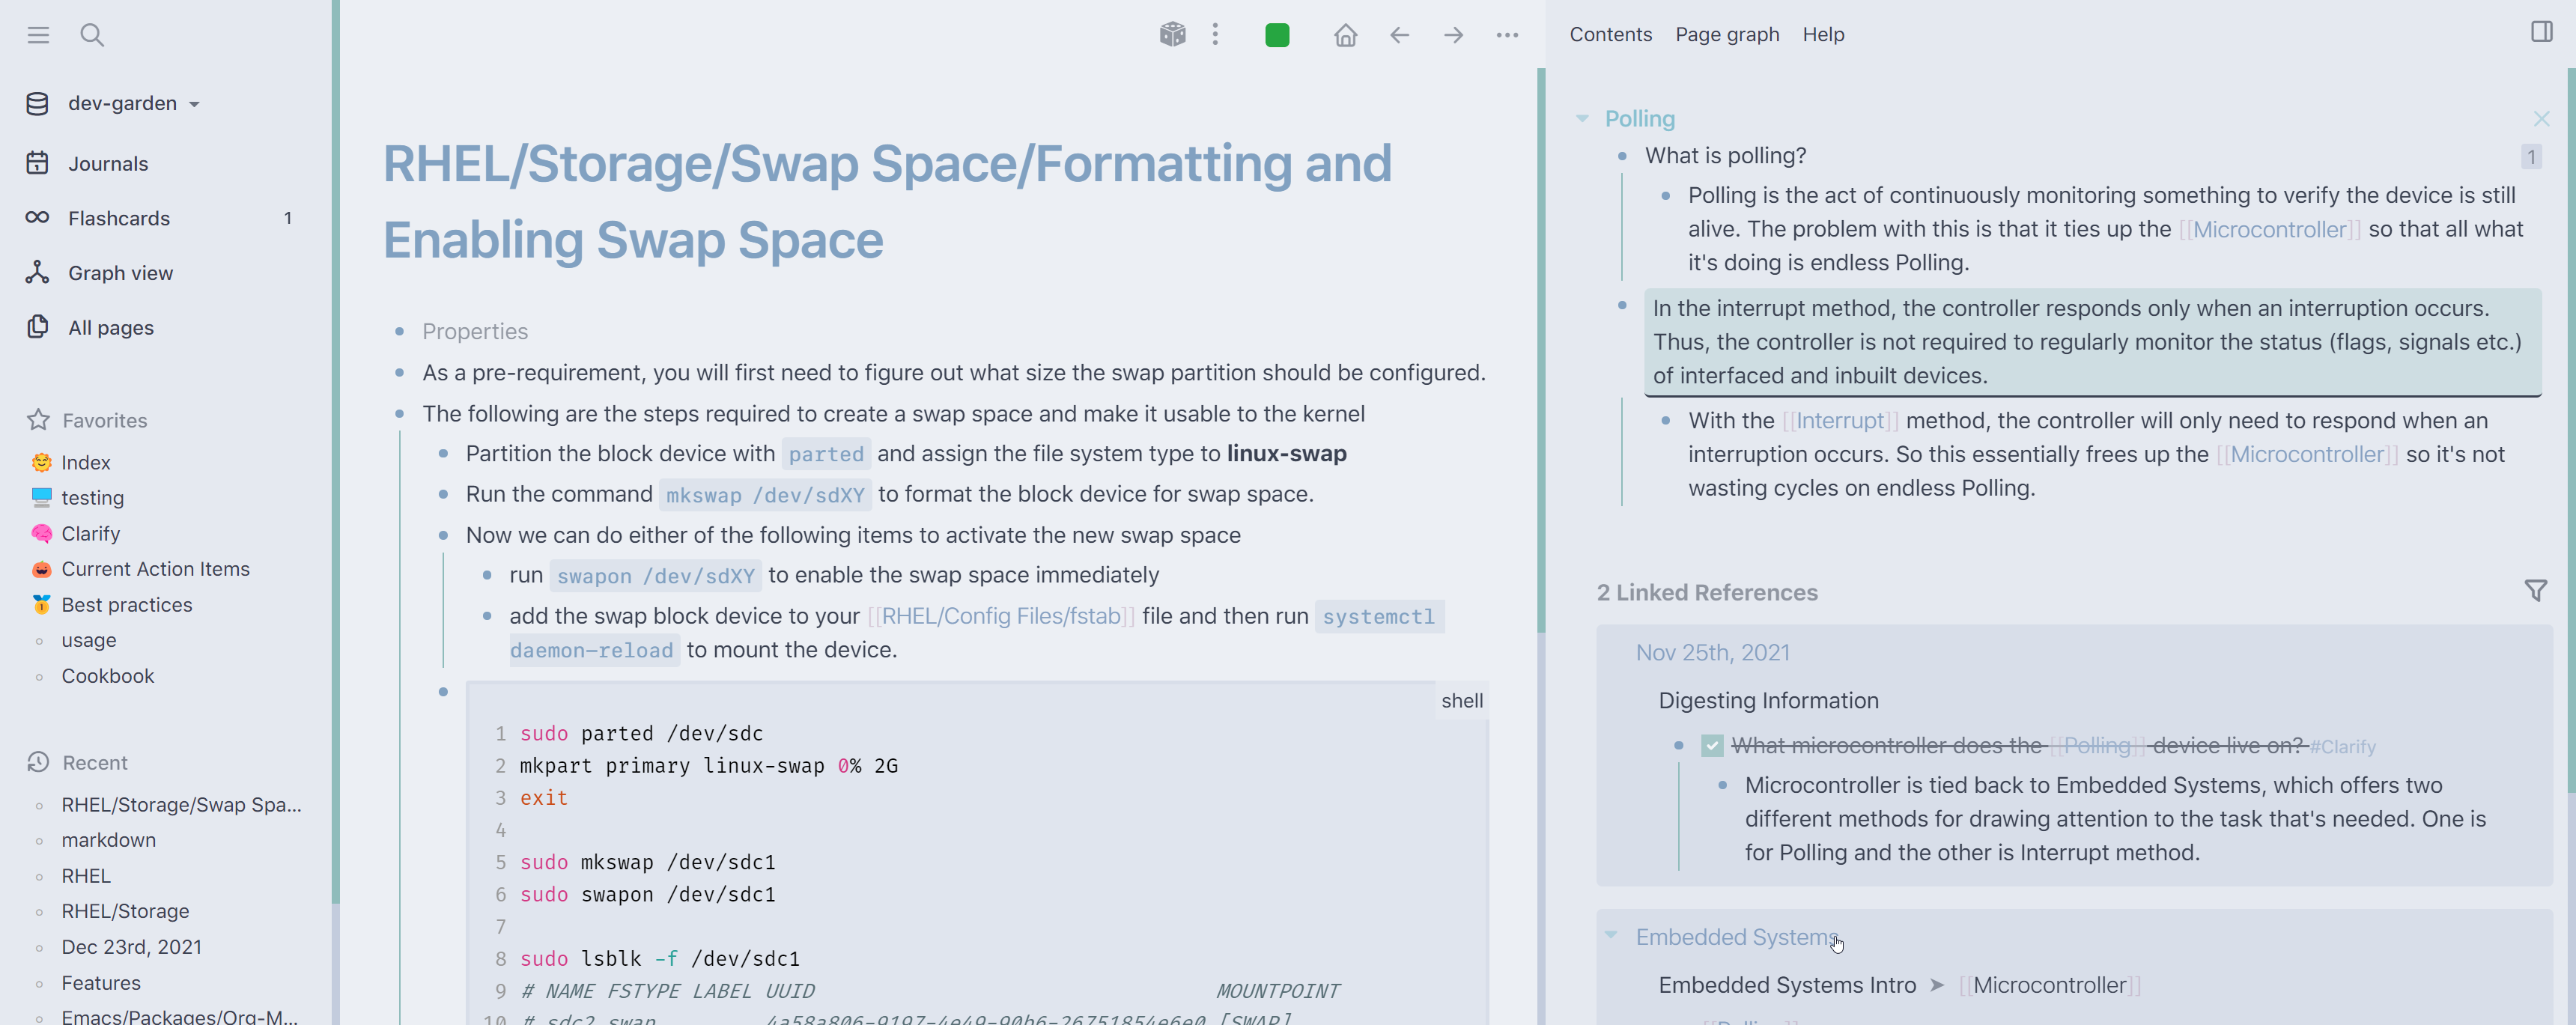 dev-garden
Journals
Flashcards 1
Graph view
All pages
Favorites
Index
testing
Clarify
Current Action Items
Best practices
usage
Cookbook
Recent
RHEL/Storage/Swap Spa...
markdown
RHEL
RHEL/Storage
Dec 23rd, 2021
Features
Emacs/Packages/Org-M...
RHEL/Storage/Swap Space/Formatting and
Enabling Swap Space
Properties
As a pre-requirement, you will first need to figure out what size the swap partition should be configured.
The following are the steps required to create a swap space and make it usable to the kernel
Partition the block device with parted and assign the file system type to linux-swap
Run the command mkswap /dev/sdXY to format the block device for swap space.
Now we can do either of the following items to activate the new swap space
run swapon /dev/sdXY to enable the swap space immediately
add the swap block device to your [[RHEL/Config Files/fstab]] file and then run systemctl
daemon-reload to mount the device.
shell
1 sudo parted /dev/sdc
2 mkpart primary linux-swap 0% 2G
3 exit
4
5 sudo mkswap /dev/sdc1
6 sudo swapon /dev/sdc1
7
8 sudo lsblk -f /dev/sdc1
9 # NAME FSTYPE LABEL UUID MOUNTPOINT
10 # sdc2 swap 4a58a806-9197-4e49-90b6-26751854e6e0 [SWAP]
Contents Page graph Help
Polling
What is polling? 1
Polling is the act of continuously monitoring something to verify the device is still
alive. The problem with this is that it ties up the [[Microcontroller]] so that all what
it's doing is endless Polling.
In the interrupt method, the controller responds only when an interruption occurs.
Thus, the controller is not required to regularly monitor the status (flags, signals etc.)
of interfaced and inbuilt devices.
With the [[Interrupt]] method, the controller will only need to respond when an
interruption occurs. So this essentially frees up the [[Microcontroller]] so it's not
wasting cycles on endless Polling.
2 Linked References
Nov 25th, 2021
Digesting Information
What microcontroller does the [[Polling]] device live on? #Clarify
Microcontroller is tied back to Embedded Systems, which offers two
different methods for drawing attention to the task that's needed. One is
for Polling and the other is Interrupt method.
Embedded Systems
Embedded Systems Intro ➤ [[Microcontroller]]
[[Polling]]